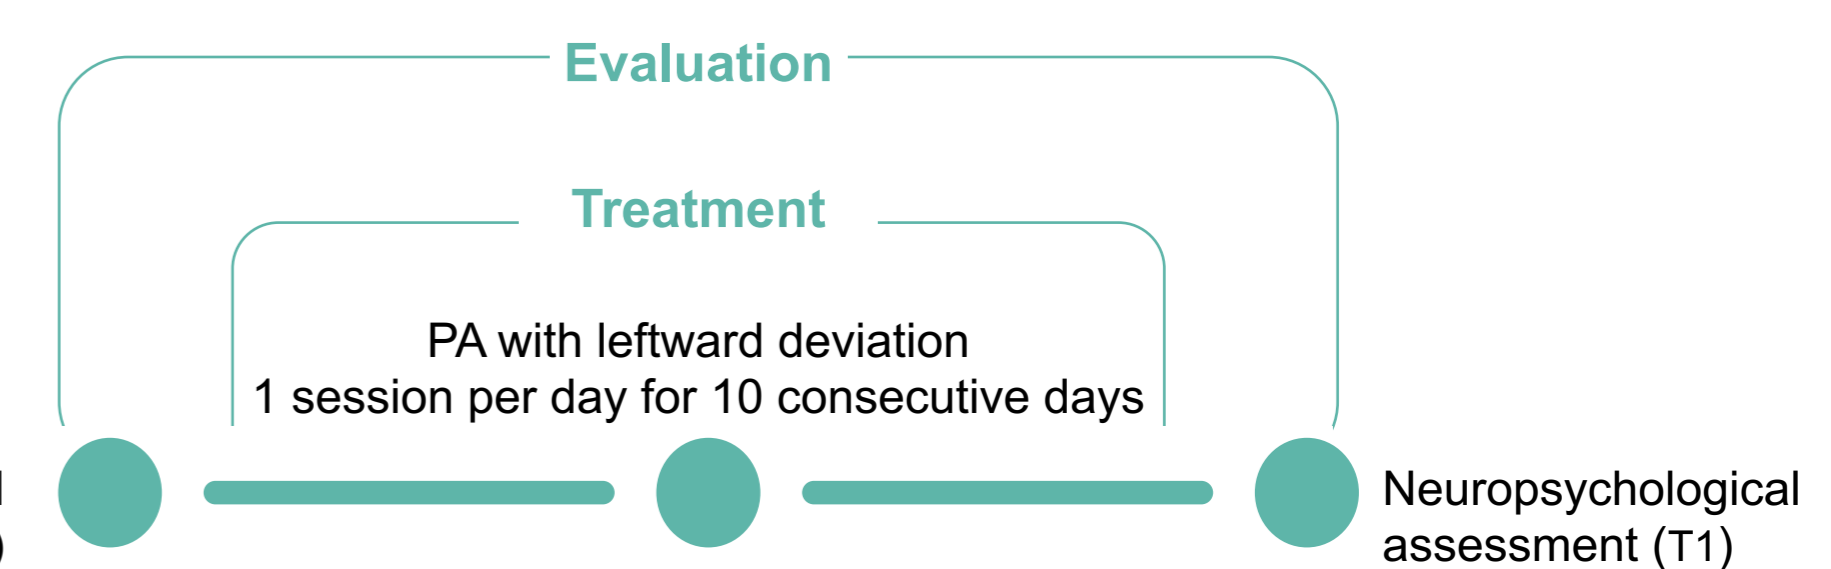 Evaluation
Treatment
PA with leftward deviation
1 session per day for 10 consecutive days
Neuropsychological
assessment (T1)